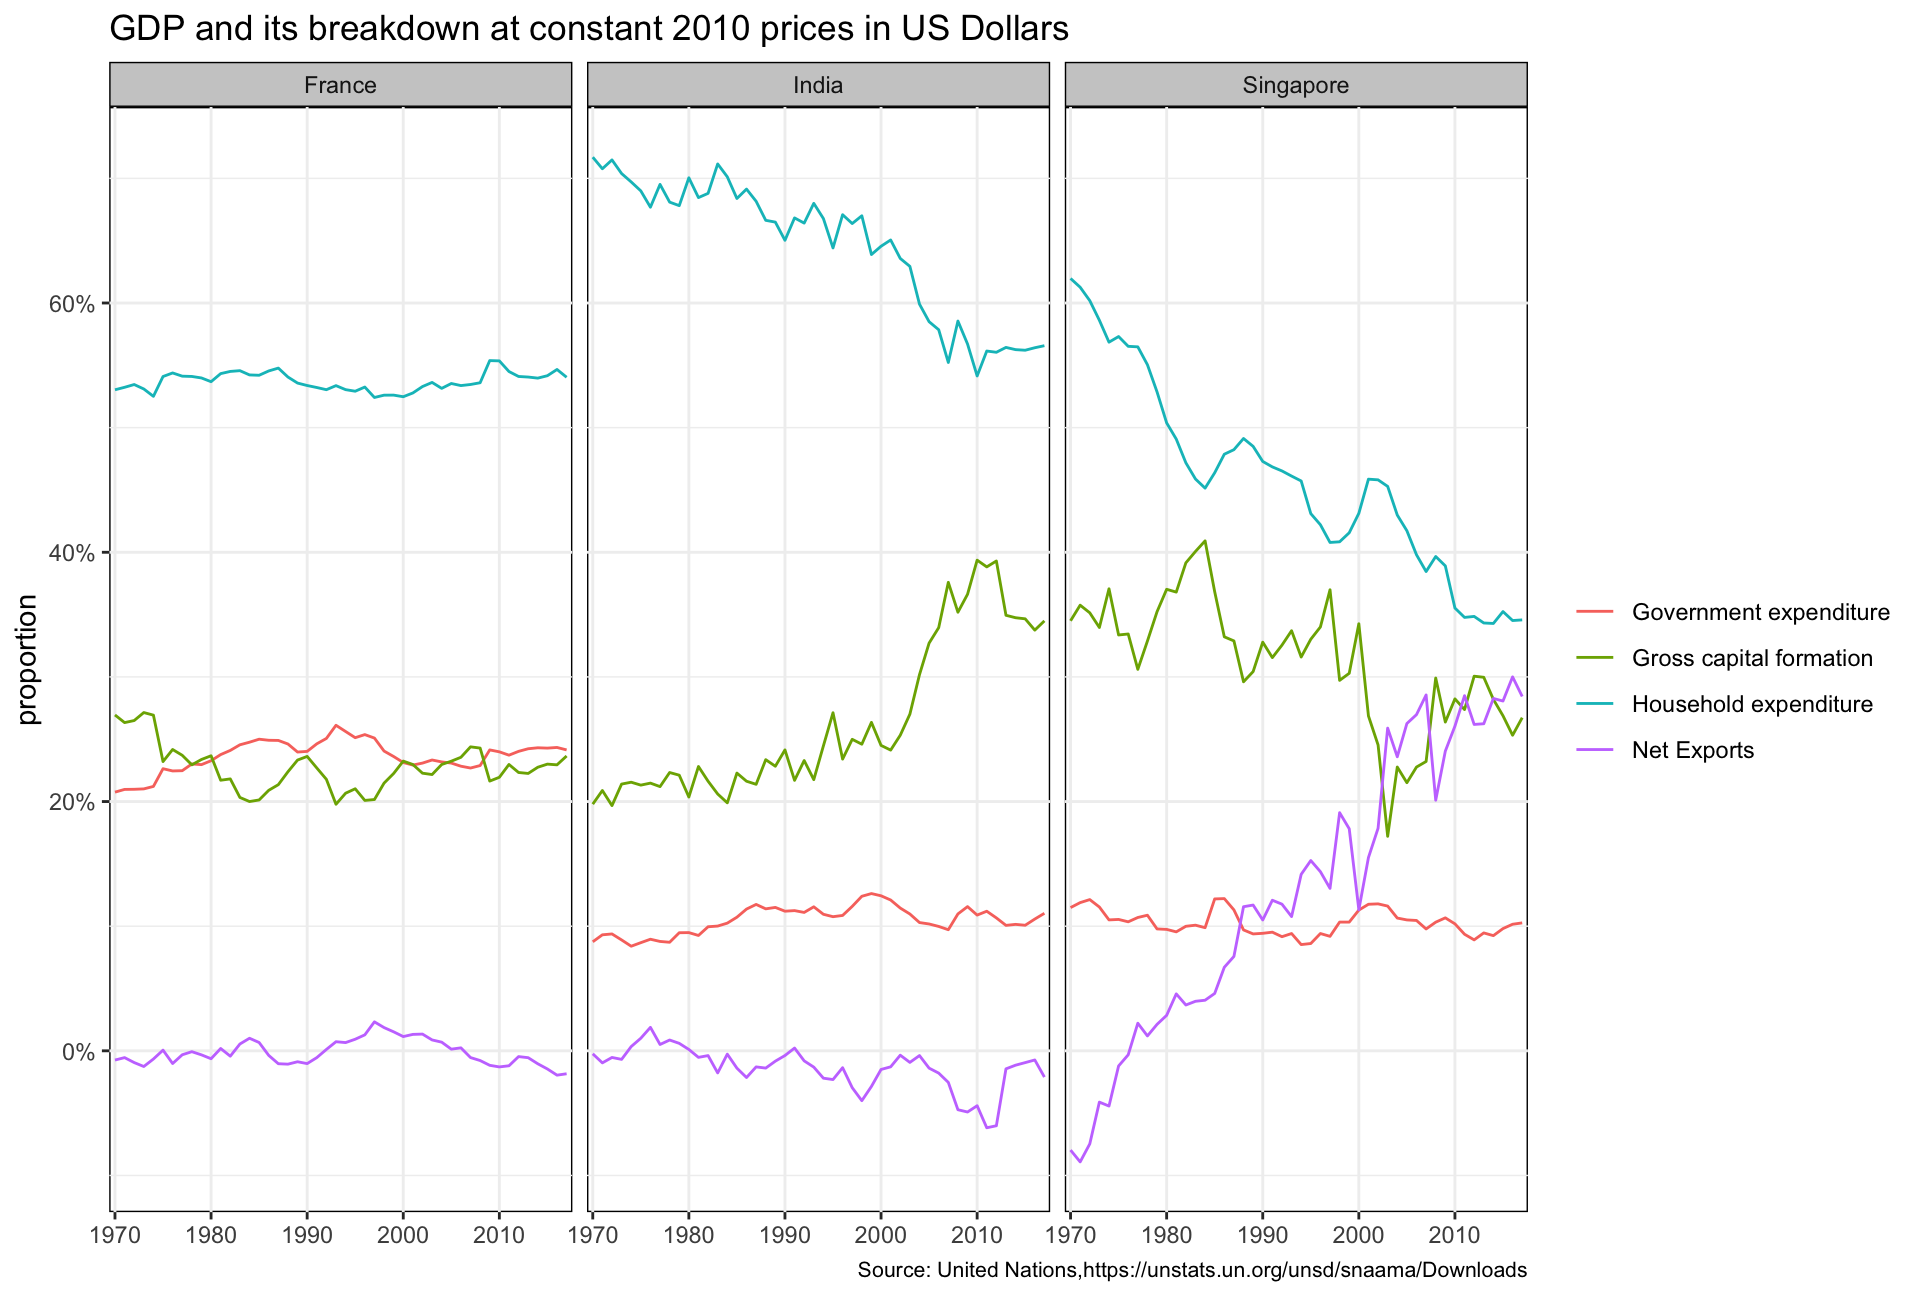 GDP and its breakdown at constant 2010 prices in US Dollars
France India Singapore
60%
40%
20%
0%
proportion
1970 1980 1990 2000 2010 1970 1980 1990 2000 2010 1970 1980 1990 2000 2010
Government expenditure
Gross capital formation
Household expenditure
Net Exports
Source: United Nations,https://unstats.un.org/unsd/snaama/Downloads